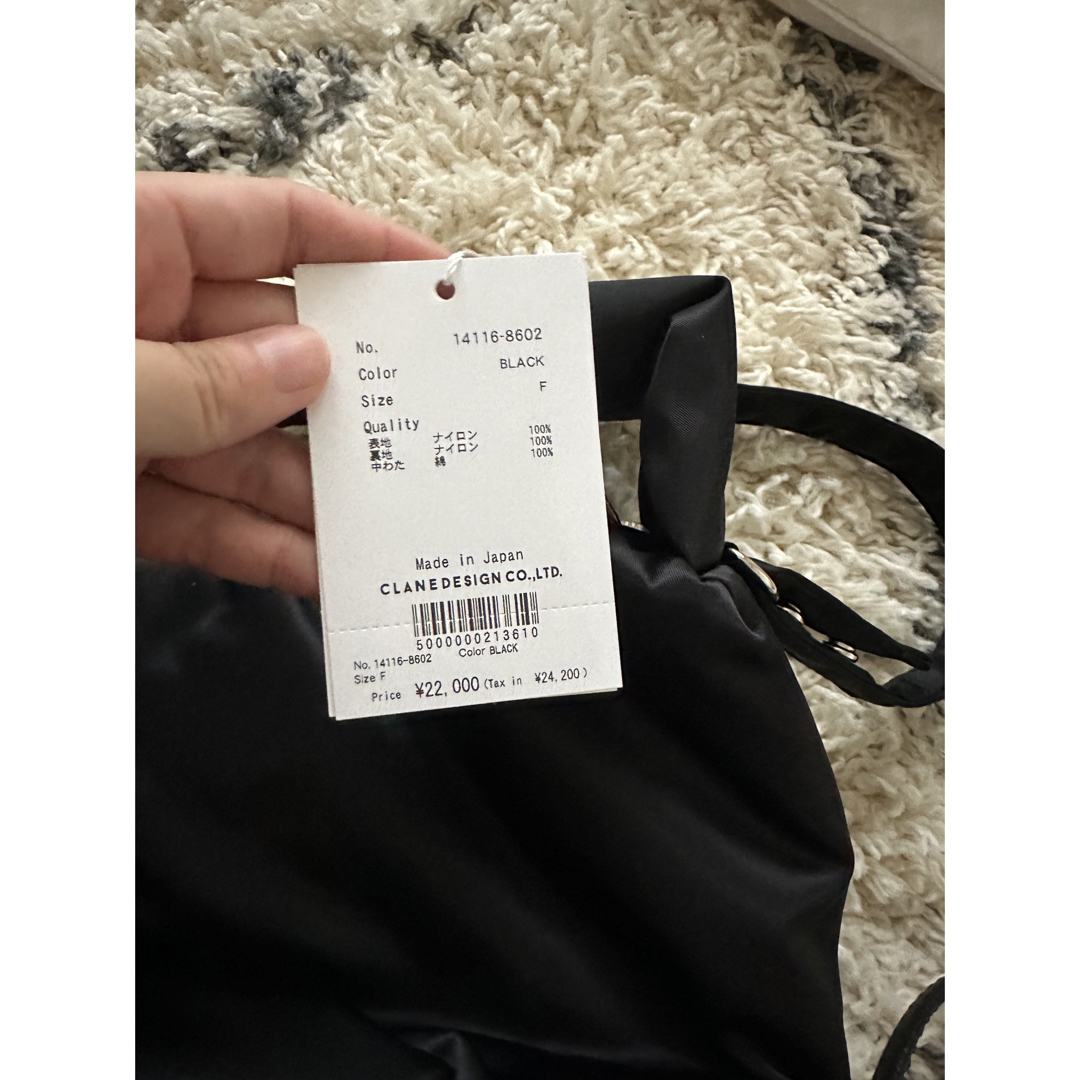 No. 14116-8602
Color BLACK
Size F
Quality
表地 ナイロン 100%
裏地 ナイロン 100%
中わた 綿 100%
Made in Japan
CLANE DESIGN CO.,LTD.
5000000213610
No. 14116-8602 Color BLACK
Size F
Price ¥22,000 (Tax in ¥24,200)